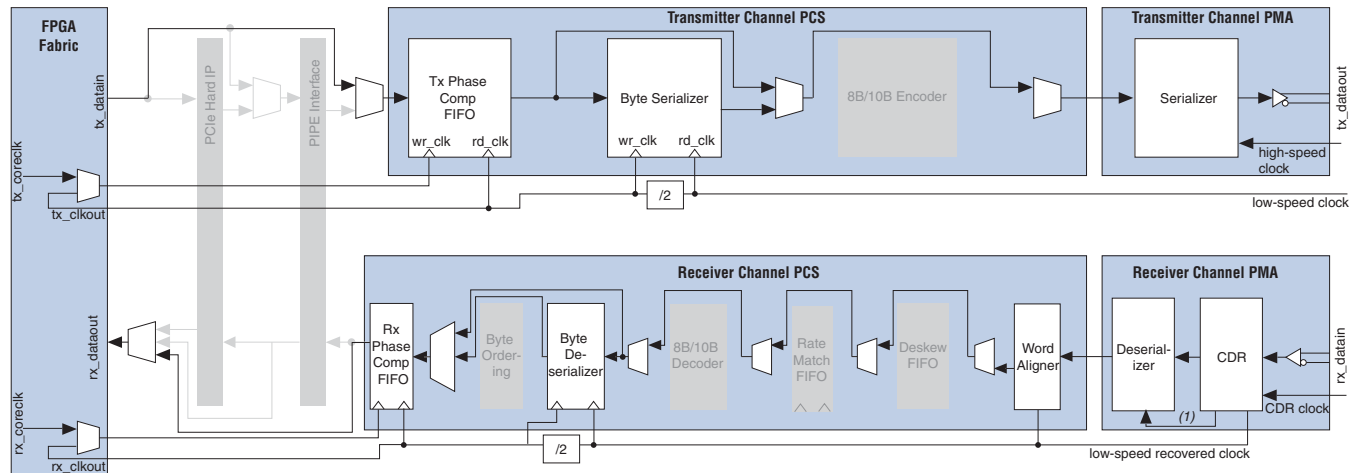 FPGA
Fabric
Transmitter Channel PCS
Transmitter Channel PMA
tx_datain
PCIe Hard IP
PIPE Interface
Tx Phase
Comp
FIFO
wr_clk
rd_clk
Byte Serializer
wr_clk
rd_clk
8B/10B Encoder
Serializer
tx_dataout
high-speed
clock
tx_coreclk
tx_clkout
/2
low-speed clock
Receiver Channel PCS
Receiver Channel PMA
rx_dataout
Rx
Phase
Comp
FIFO
Byte
Order-
ing
Byte
De-
serializer
8B/10B
Decoder
Rate
Match
FIFO
Deskew
FIFO
Word
Aligner
Deserial-
izer
CDR
rx_datain
CDR clock
(1)
rx_coreclk
rx_clkout
/2
low-speed recovered clock